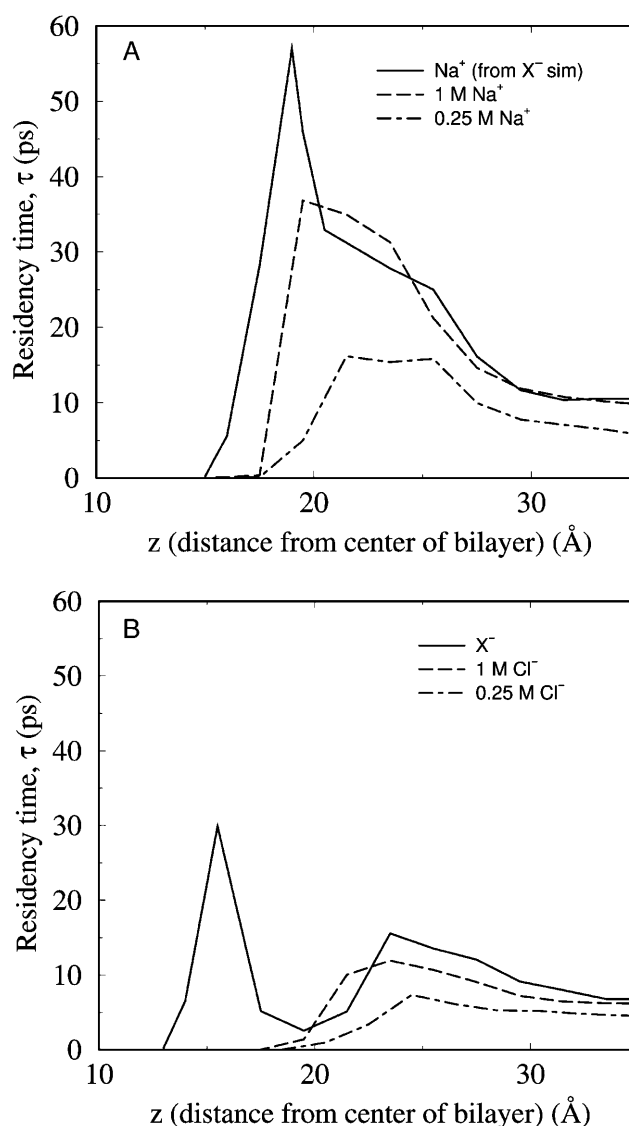 A
Na⁺ (from X⁻ sim)
1 M Na⁺
0.25 M Na⁺
60
50
40
30
20
10
0
Residency time, τ (ps)
10 20 30
z (distance from center of bilayer) (Å)
B
X⁻
1 M Cl⁻
0.25 M Cl⁻
60
50
40
30
20
10
0
Residency time, τ (ps)
10 20 30
z (distance from center of bilayer) (Å)